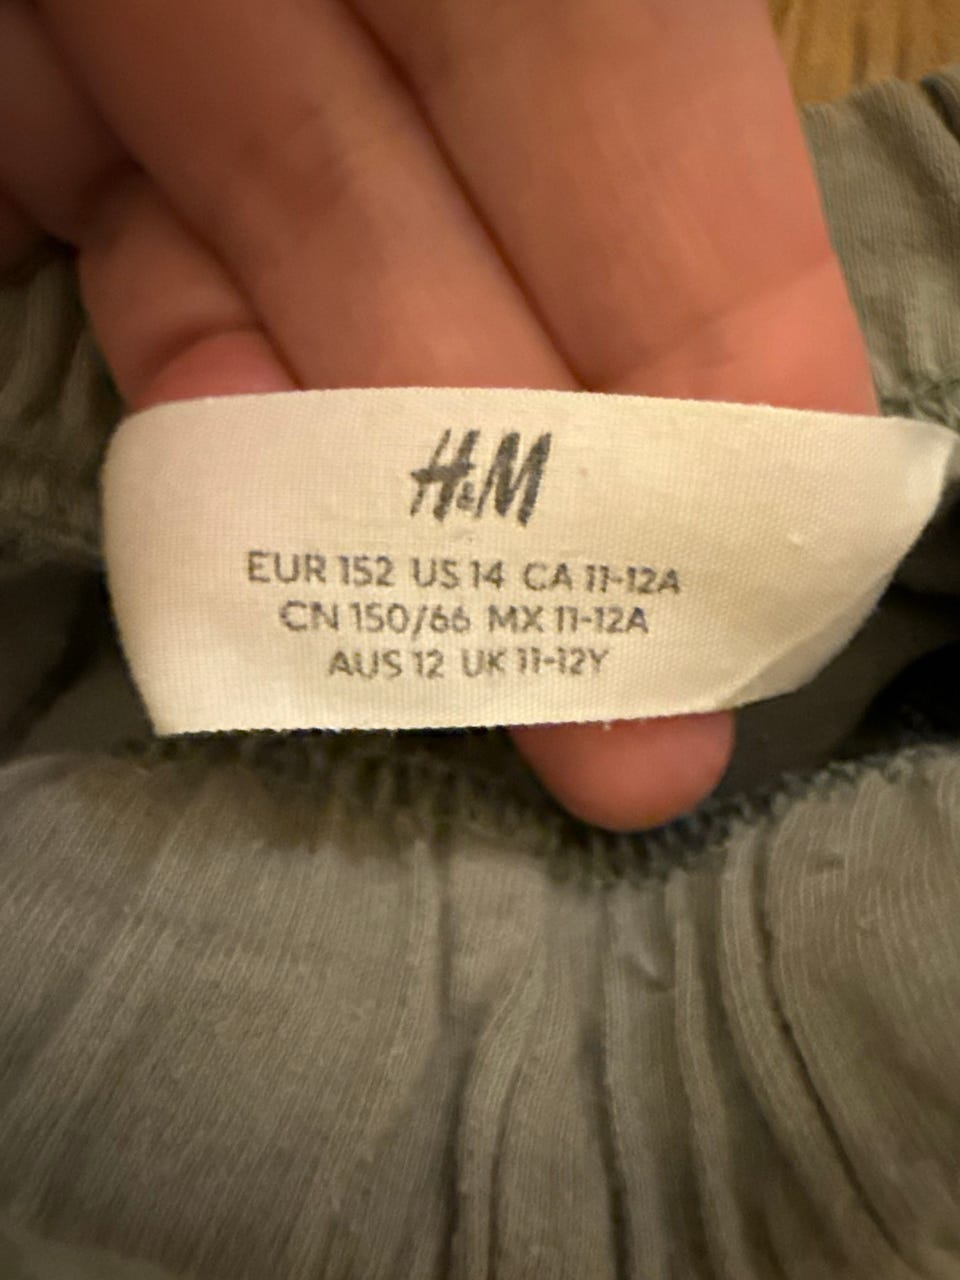 H&M
EUR 152 US 14 CA 11-12A
CN 150/66 MX 11-12A
AUS 12 UK 11-12Y